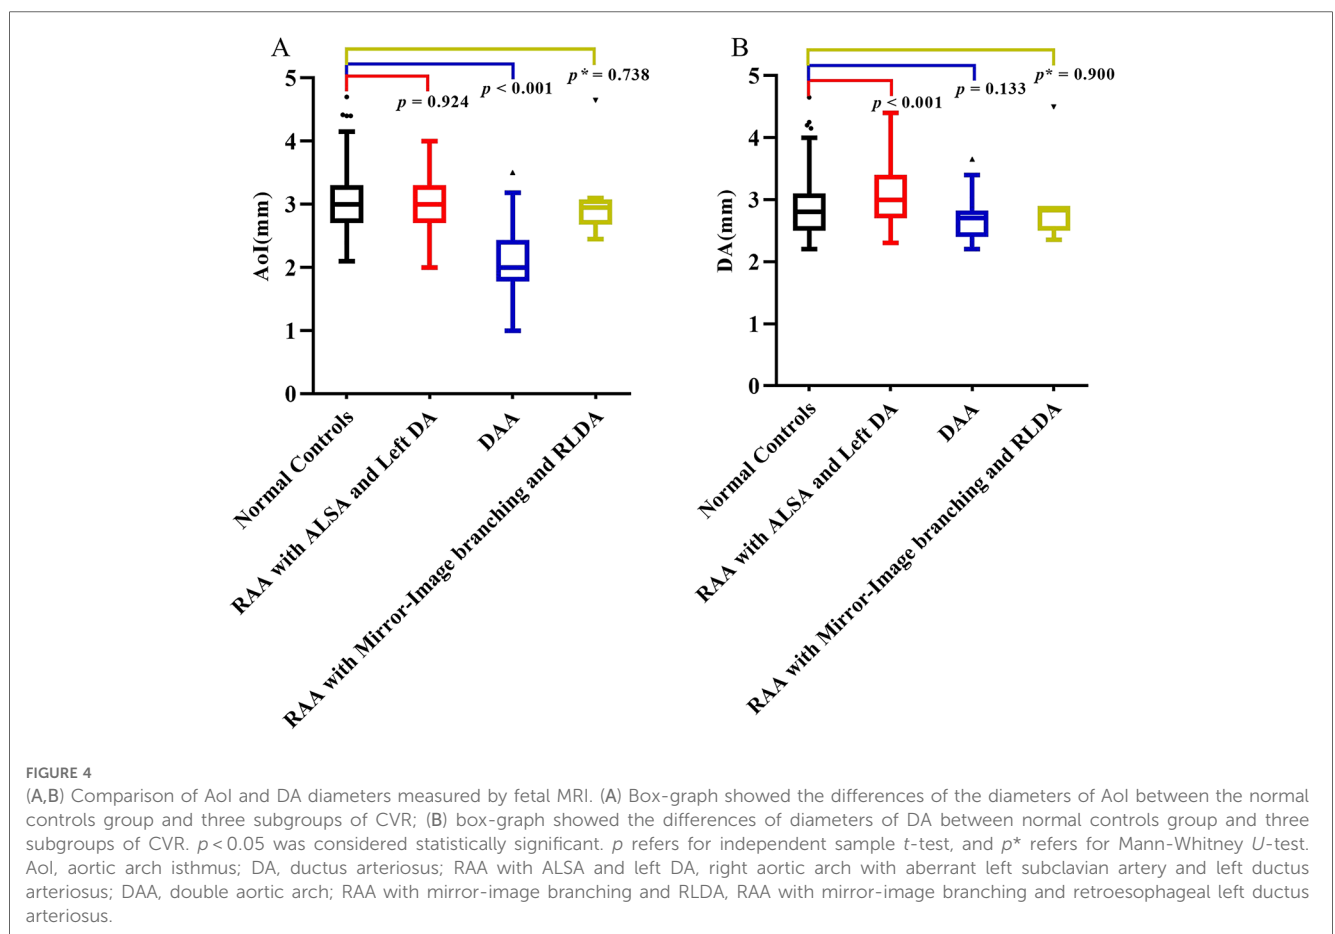 A
p* = 0.738
p < 0.001
p = 0.924
5
4
3
2
1
0
AoI(mm)
Normal Controls
RAA with ALSA and Left DA
DAA
RAA with Mirror-Image branching and RLDA
B
p* = 0.900
p = 0.133
p < 0.001
5
4
3
2
1
0
DA(mm)
Normal Controls
RAA with ALSA and Left DA
DAA
RAA with Mirror-Image branching and RLDA
FIGURE 4
(A,B) Comparison of AoI and DA diameters measured by fetal MRI. (A) Box-graph showed the differences of the diameters of AoI between the normal
controls group and three subgroups of CVR; (B) box-graph showed the differences of diameters of DA between normal controls group and three
subgroups of CVR. p < 0.05 was considered statistically significant. p refers for independent sample t-test, and p* refers for Mann-Whitney U-test.
AoI, aortic arch isthmus; DA, ductus arteriosus; RAA with ALSA and left DA, right aortic arch with aberrant left subclavian artery and left ductus
arteriosus; DAA, double aortic arch; RAA with mirror-image branching and RLDA, RAA with mirror-image branching and retroesophageal left ductus
arteriosus.